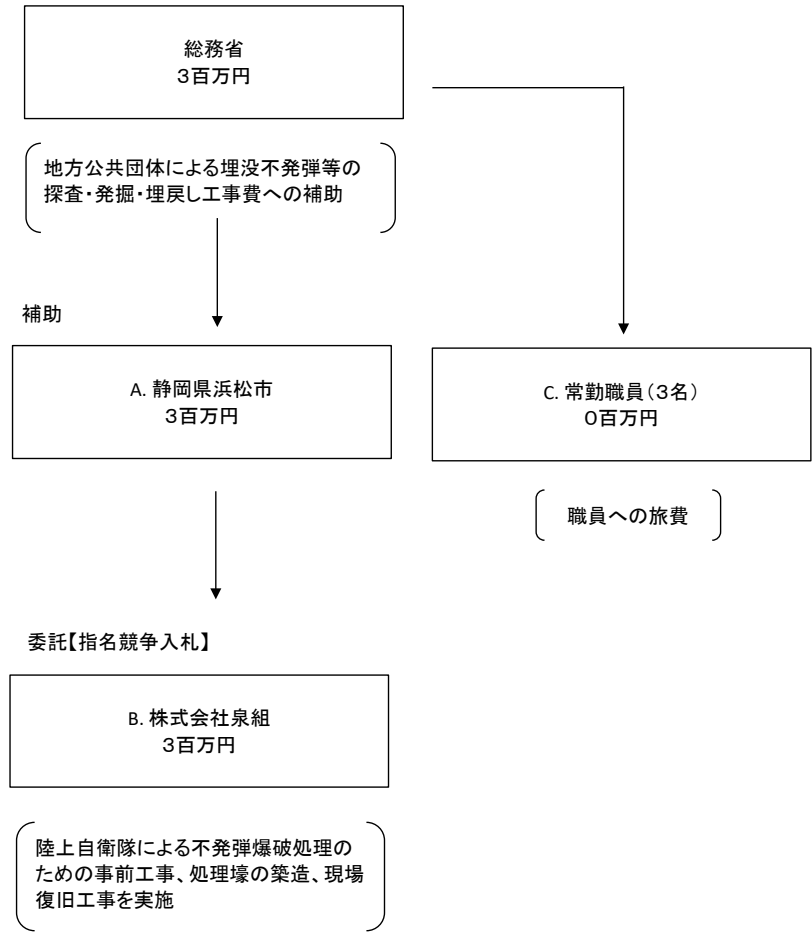 総務省
３百万円
地方公共団体による埋没不発弾等の
探査・発掘・埋戻し工事費への補助
補助
A. 静岡県浜松市
３百万円
C. 常勤職員（３名）
０百万円
職員への旅費
委託【指名競争入札】
B. 株式会社泉組
３百万円
陸上自衛隊による不発弾爆破処理の
ための事前工事、処理壕の築造、現場
復旧工事を実施